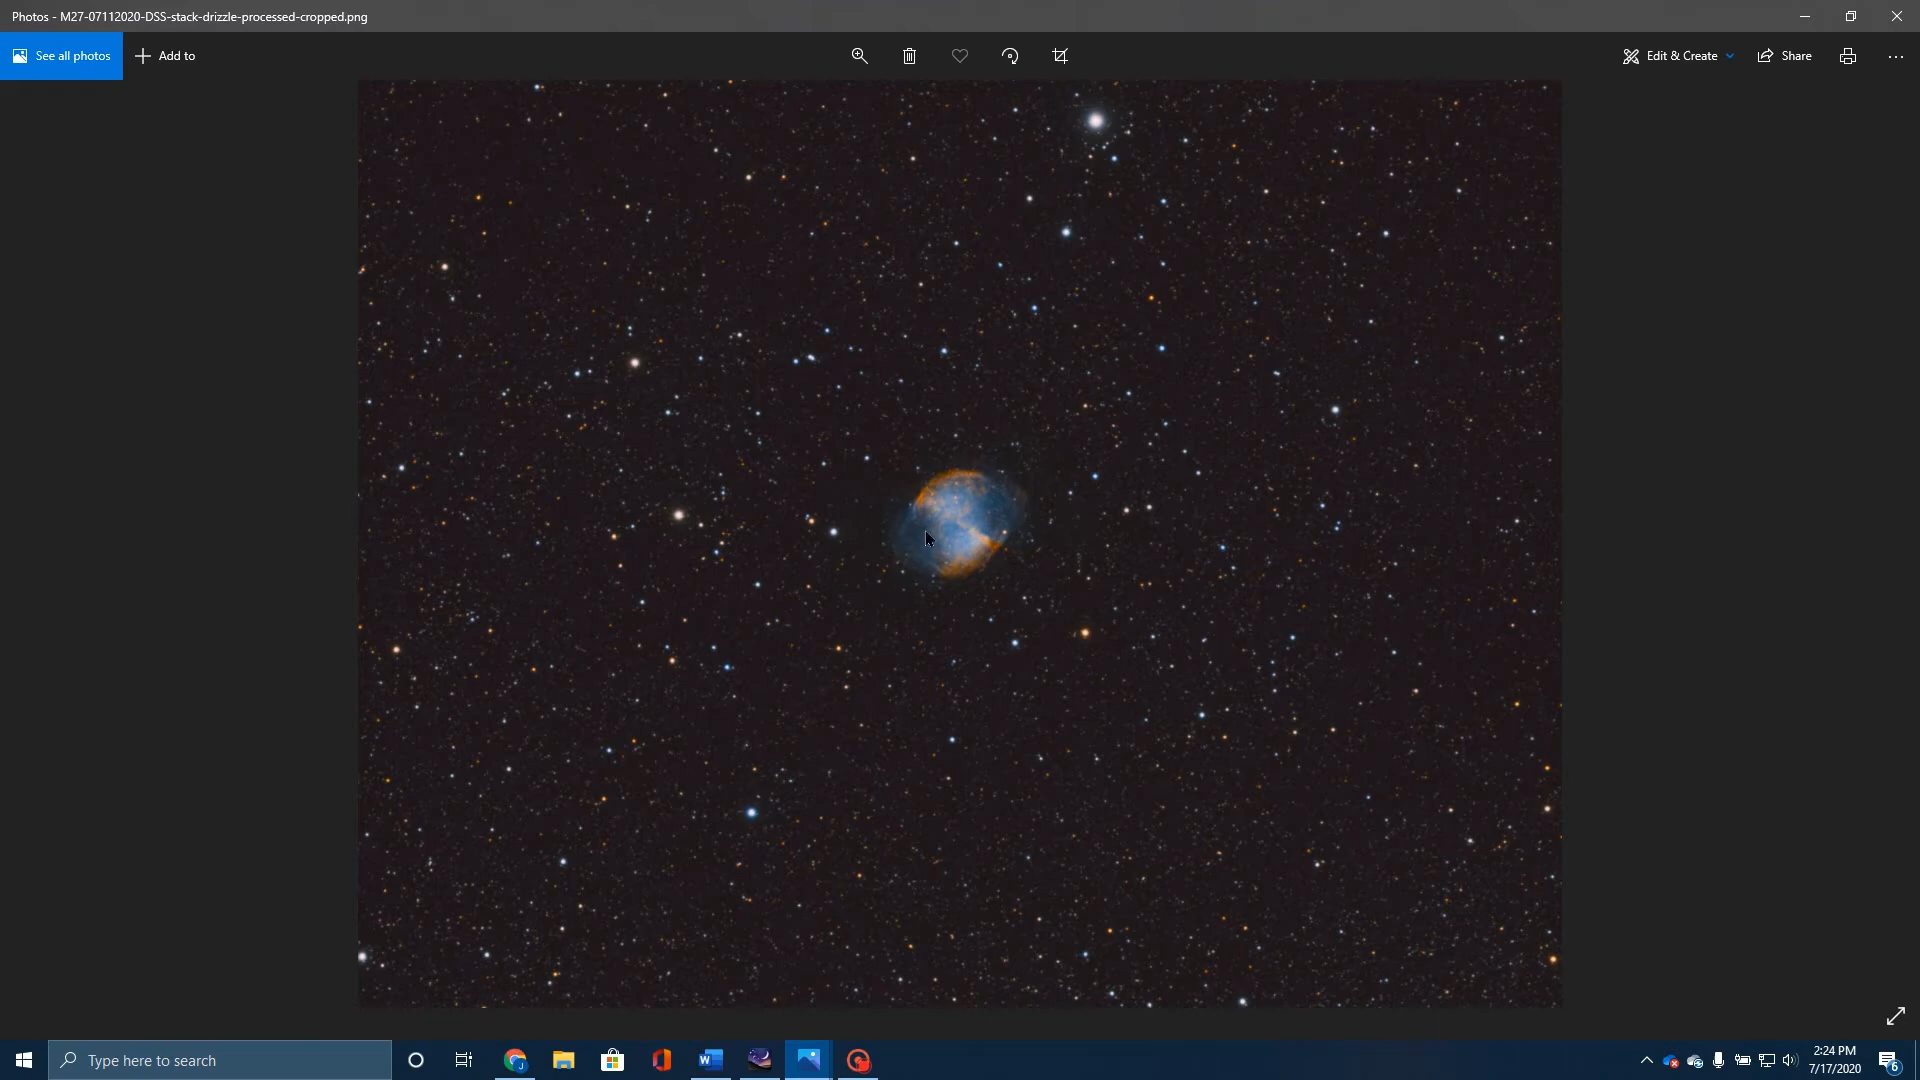 Photos - M27-07112020-DSS-stack-drizzle-processed-cropped.png
See all photos
Add to
Edit & Create
Share
Type here to search
2:24 PM
7/17/2020
6